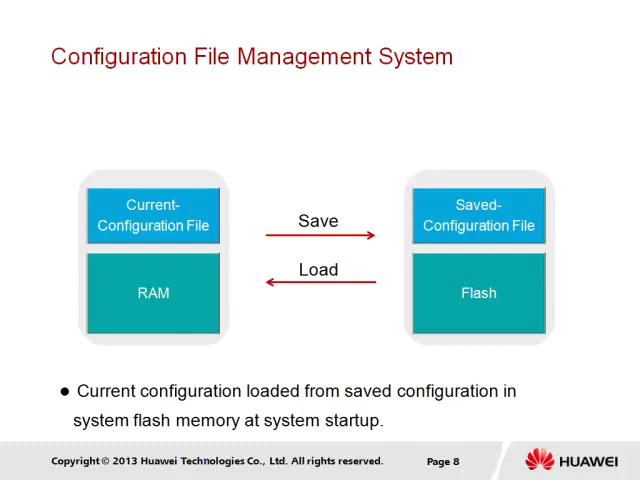 Configuration File Management System
Current-
Configuration File
RAM
Save
Load
Saved-
Configuration File
Flash
● Current configuration loaded from saved configuration in
system flash memory at system startup.
Copyright © 2013 Huawei Technologies Co., Ltd. All rights reserved.
Page 8
HUAWEI